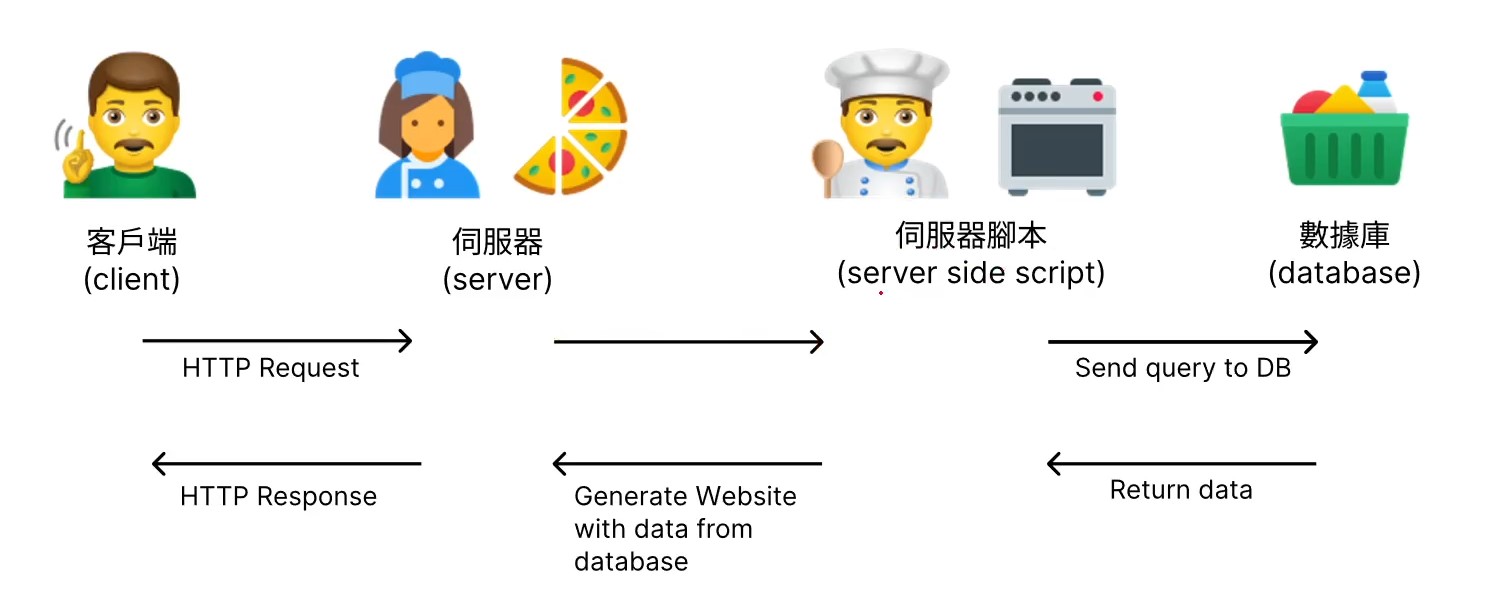 客戶端
(client)
伺服器
(server)
伺服器腳本
(server side script)
數據庫
(database)
HTTP Request
Send query to DB
HTTP Response
Generate Website
with data from
database
Return data